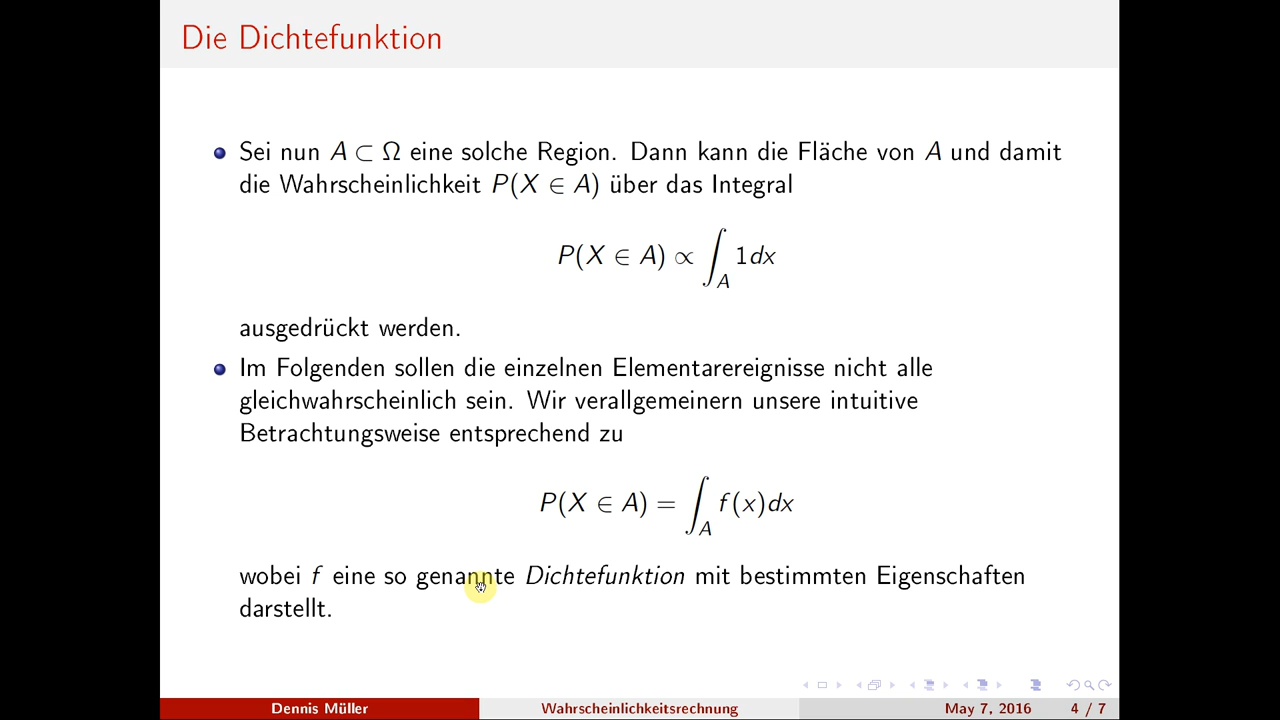 Die Dichtefunktion
Sei nun A ⊂ Ω eine solche Region. Dann kann die Fläche von A und damit
die Wahrscheinlichkeit P(X ∈ A) über das Integral
P(X ∈ A) ∝ ∫_A 1dx
ausgedrückt werden.
Im Folgenden sollen die einzelnen Elementarereignisse nicht alle
gleichwahrscheinlich sein. Wir verallgemeinern unsere intuitive
Betrachtungsweise entsprechend zu
P(X ∈ A) = ∫_A f(x)dx
wobei f eine so genannte Dichtefunktion mit bestimmten Eigenschaften
darstellt.
Dennis Müller Wahrscheinlichkeitsrechnung May 7, 2016 4 / 7